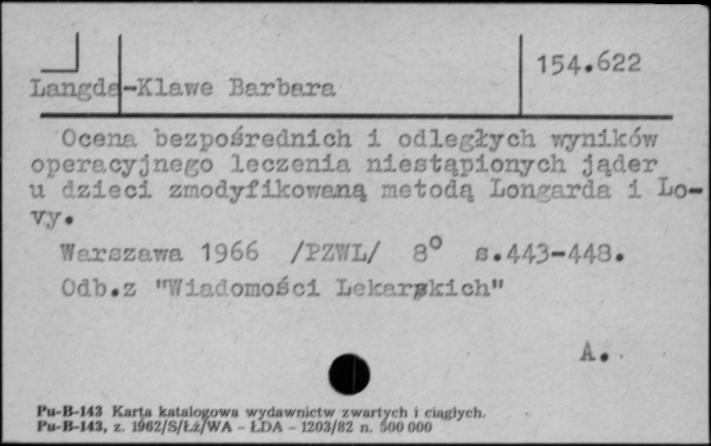 154.622
Langda-Klawe Barbara
Ocena bezpośrednich i odległych wyników
operacyjnego leczenia niestąpionych jąder
u dzieci zmodyfikowaną metodą Longarda i Lo-
vy.
Warszawa 1966 /PZWL/ 8° s.443-448.
Odb.z "Wiadomości Lekarskich"
A.
Pu-B-143 Karta katalogowa wydawnictw zwartych i ciągłych.
Pu-B-143, z. 1962/S/Łź/WA - ŁDA - 1203/82 n. 500 000